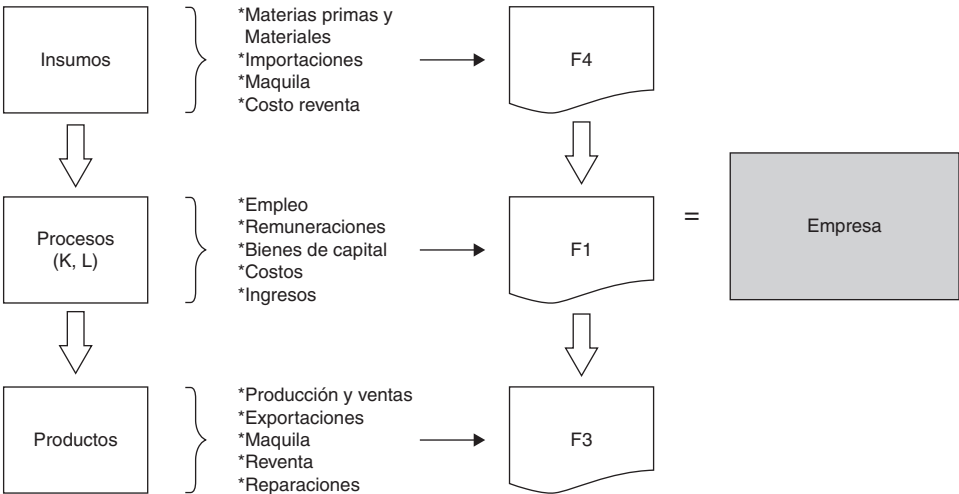 Insumos
*Materias primas y
Materiales
*Importaciones
*Maquila
*Costo reventa
F4
Procesos
(K, L)
*Empleo
*Remuneraciones
*Bienes de capital
*Costos
*Ingresos
F1
=
Empresa
Productos
*Producción y ventas
*Exportaciones
*Maquila
*Reventa
*Reparaciones
F3